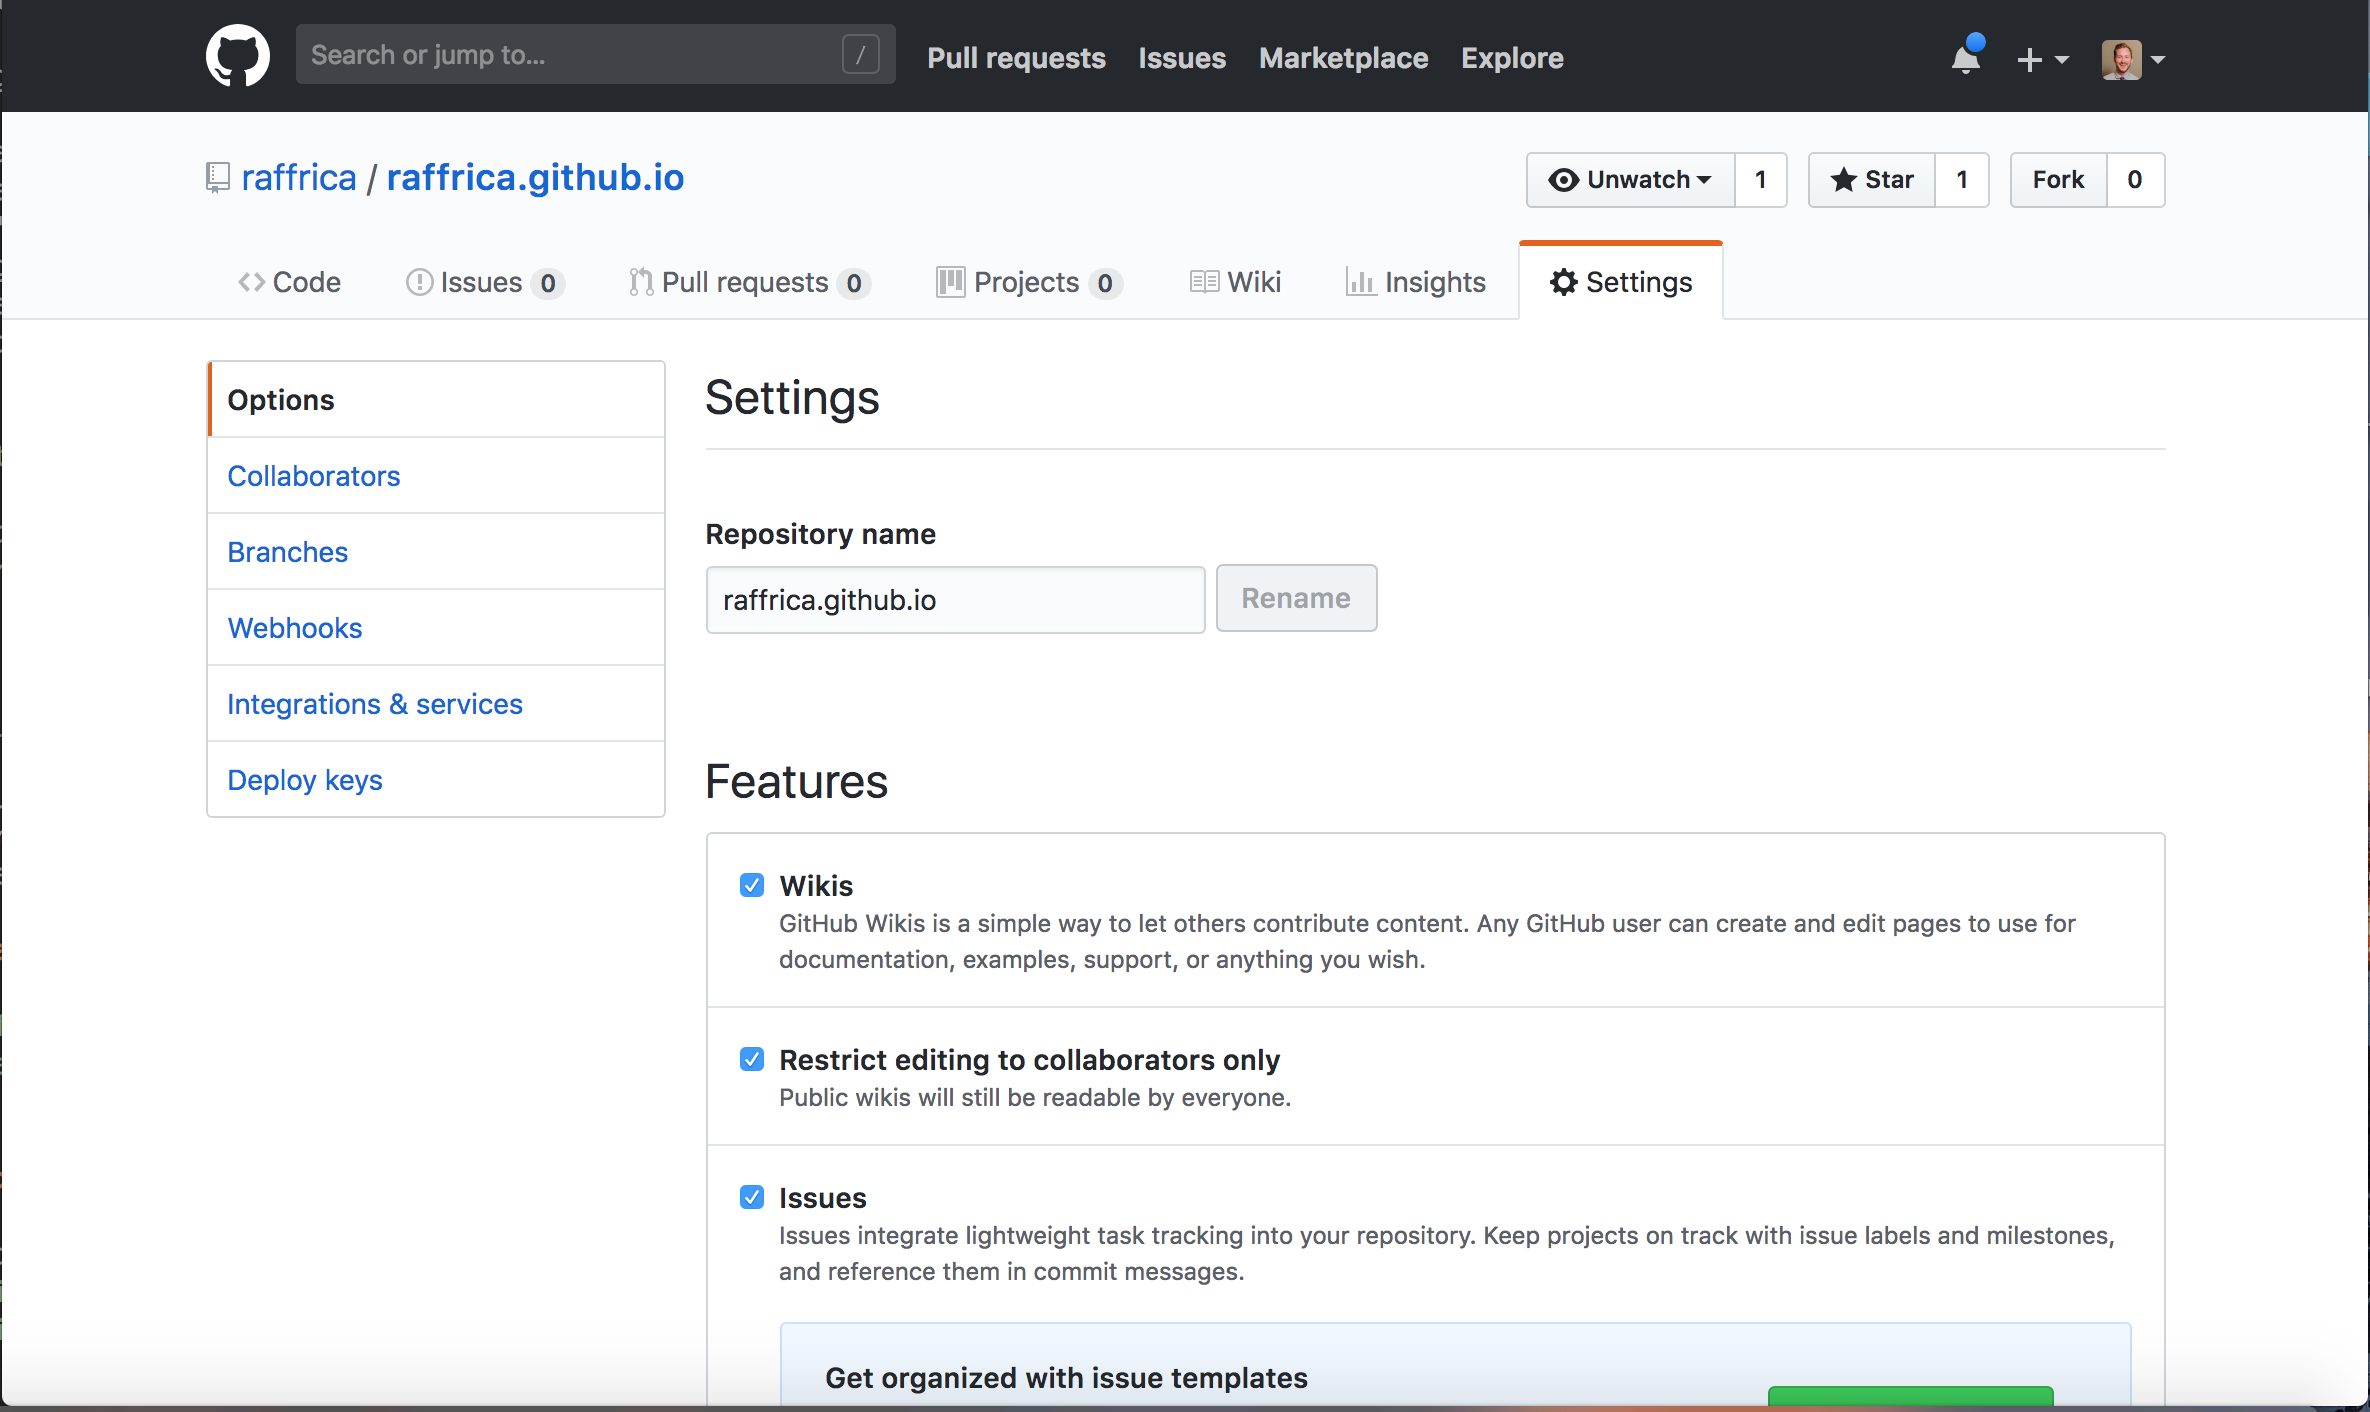 Search or jump to... /
Pull requests Issues Marketplace Explore
raffrica / raffrica.github.io
Unwatch 1 Star 1 Fork 0
Code Issues 0 Pull requests 0 Projects 0 Wiki Insights Settings
Options
Collaborators
Branches
Webhooks
Integrations & services
Deploy keys
Settings
Repository name
raffrica.github.io Rename
Features
Wikis
GitHub Wikis is a simple way to let others contribute content. Any GitHub user can create and edit pages to use for
documentation, examples, support, or anything you wish.
Restrict editing to collaborators only
Public wikis will still be readable by everyone.
Issues
Issues integrate lightweight task tracking into your repository. Keep projects on track with issue labels and milestones,
and reference them in commit messages.
Get organized with issue templates